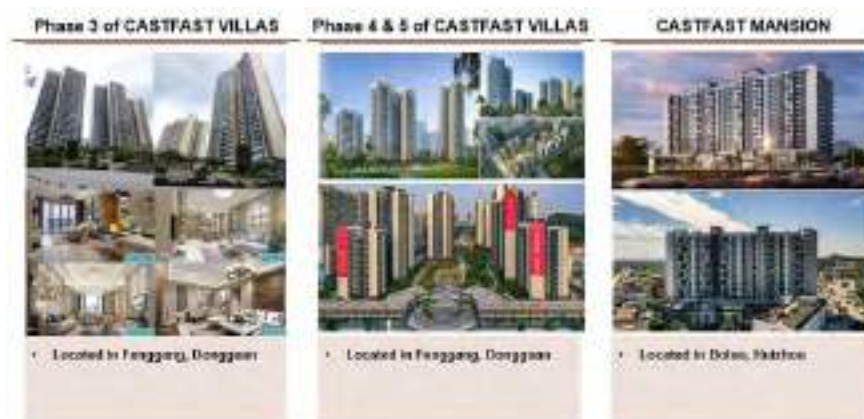 Phase 3 of CASTFAST VILLAS
Phase 4 & 5 of CASTFAST VILLAS
CASTFAST MANSION
• Located in Fenggang, Dongguan
• Located in Fenggang, Dongguan
• Located in Boluo, Huizhou